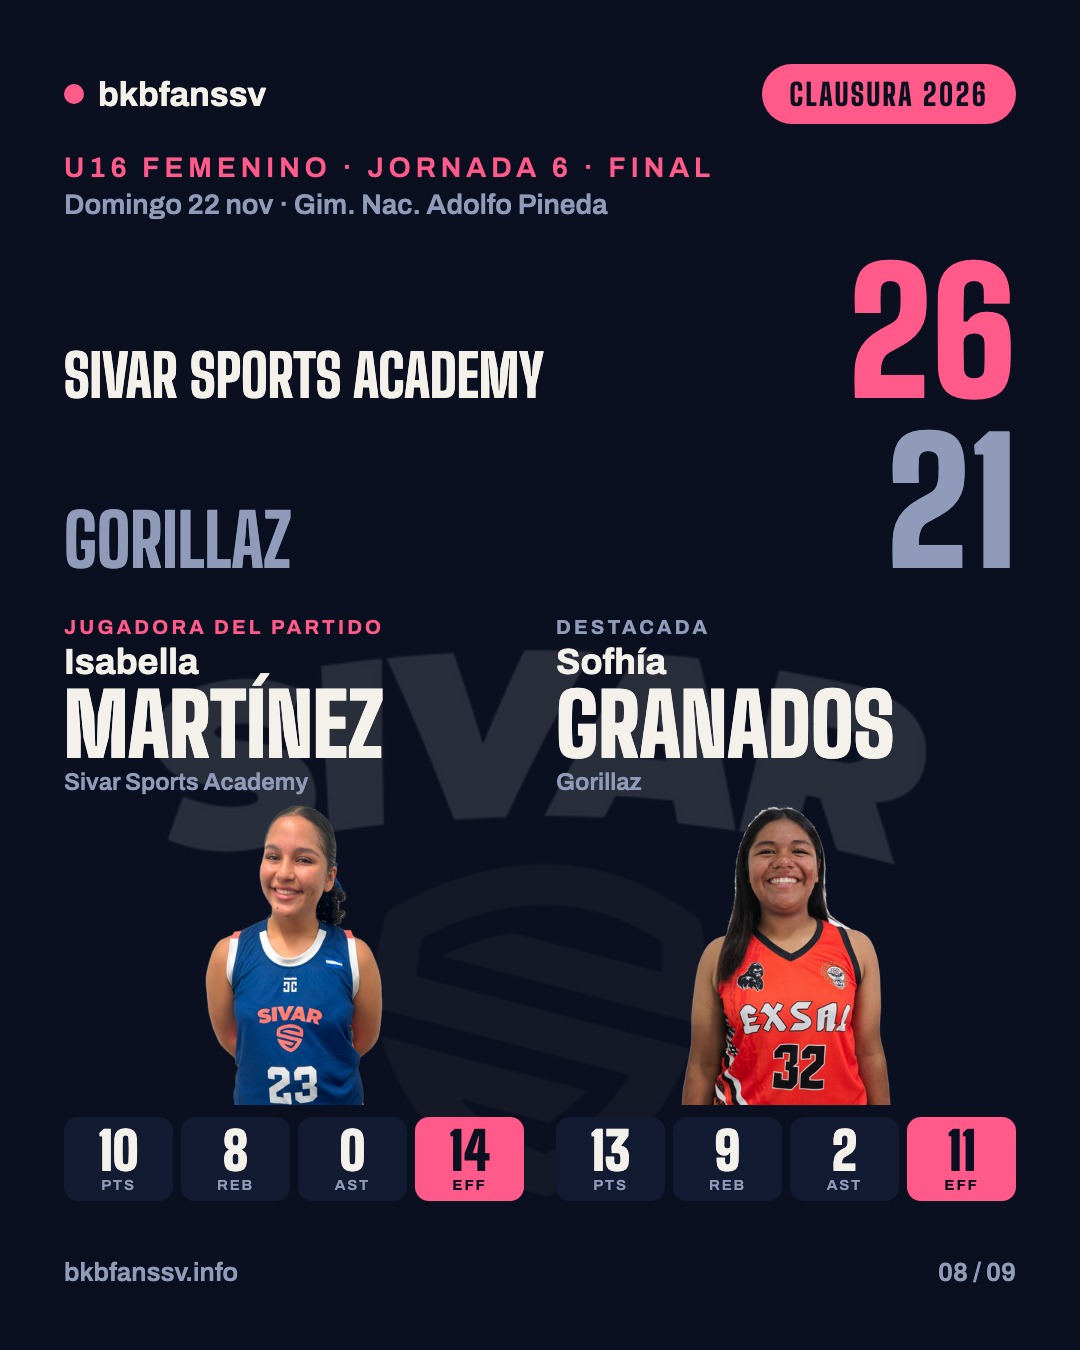 bkbfanssv
CLAUSURA 2026
U16 FEMENINO · JORNADA 6 · FINAL
Domingo 22 nov · Gim. Nac. Adolfo Pineda
SIVAR SPORTS ACADEMY 26
GORILLAZ 21
JUGADORA DEL PARTIDO
Isabella
MARTÍNEZ
Sivar Sports Academy
DESTACADA
Sofhía
GRANADOS
Gorillaz
SIVAR
SIVAR
23
EXSAL
32
10 PTS
8 REB
0 AST
14 EFF
13 PTS
9 REB
2 AST
11 EFF
bkbfanssv.info
08 / 09